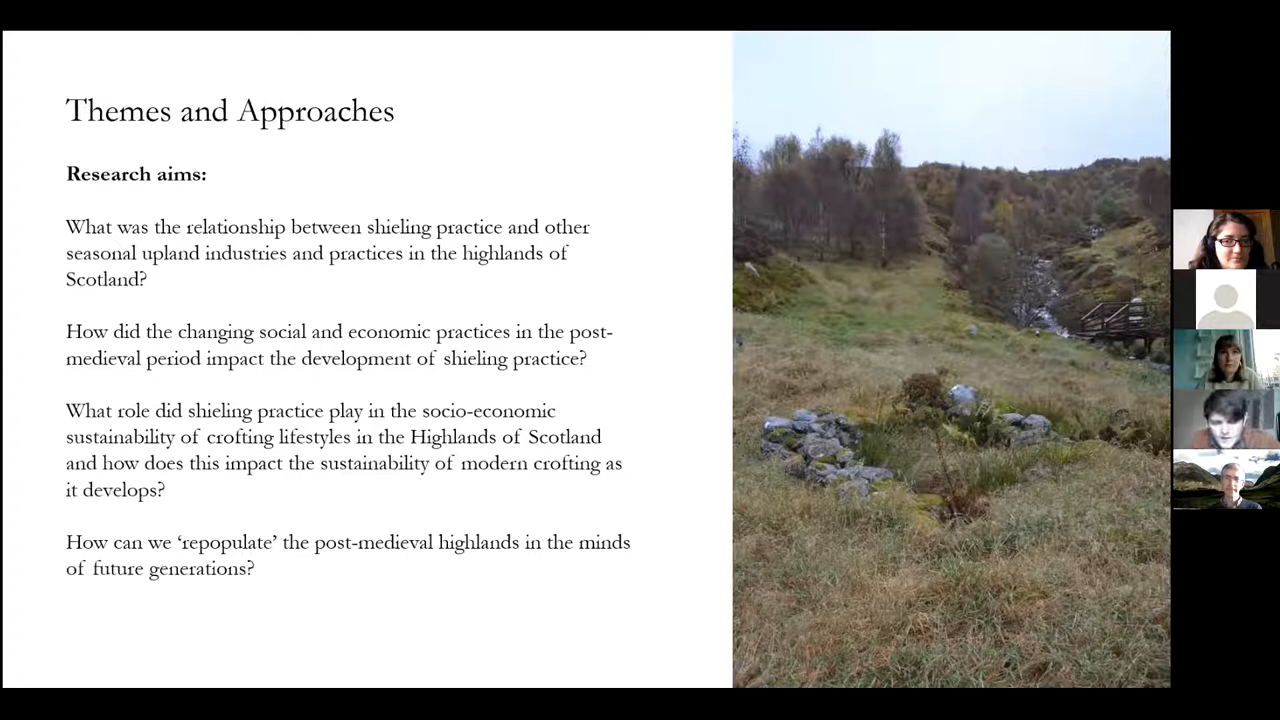 Themes and Approaches
Research aims:
What was the relationship between shieling practice and other
seasonal upland industries and practices in the highlands of
Scotland?
How did the changing social and economic practices in the post-
medieval period impact the development of shieling practice?
What role did shieling practice play in the socio-economic
sustainability of crofting lifestyles in the Highlands of Scotland
and how does this impact the sustainability of modern crofting as
it develops?
How can we ‘repopulate’ the post-medieval highlands in the minds
of future generations?